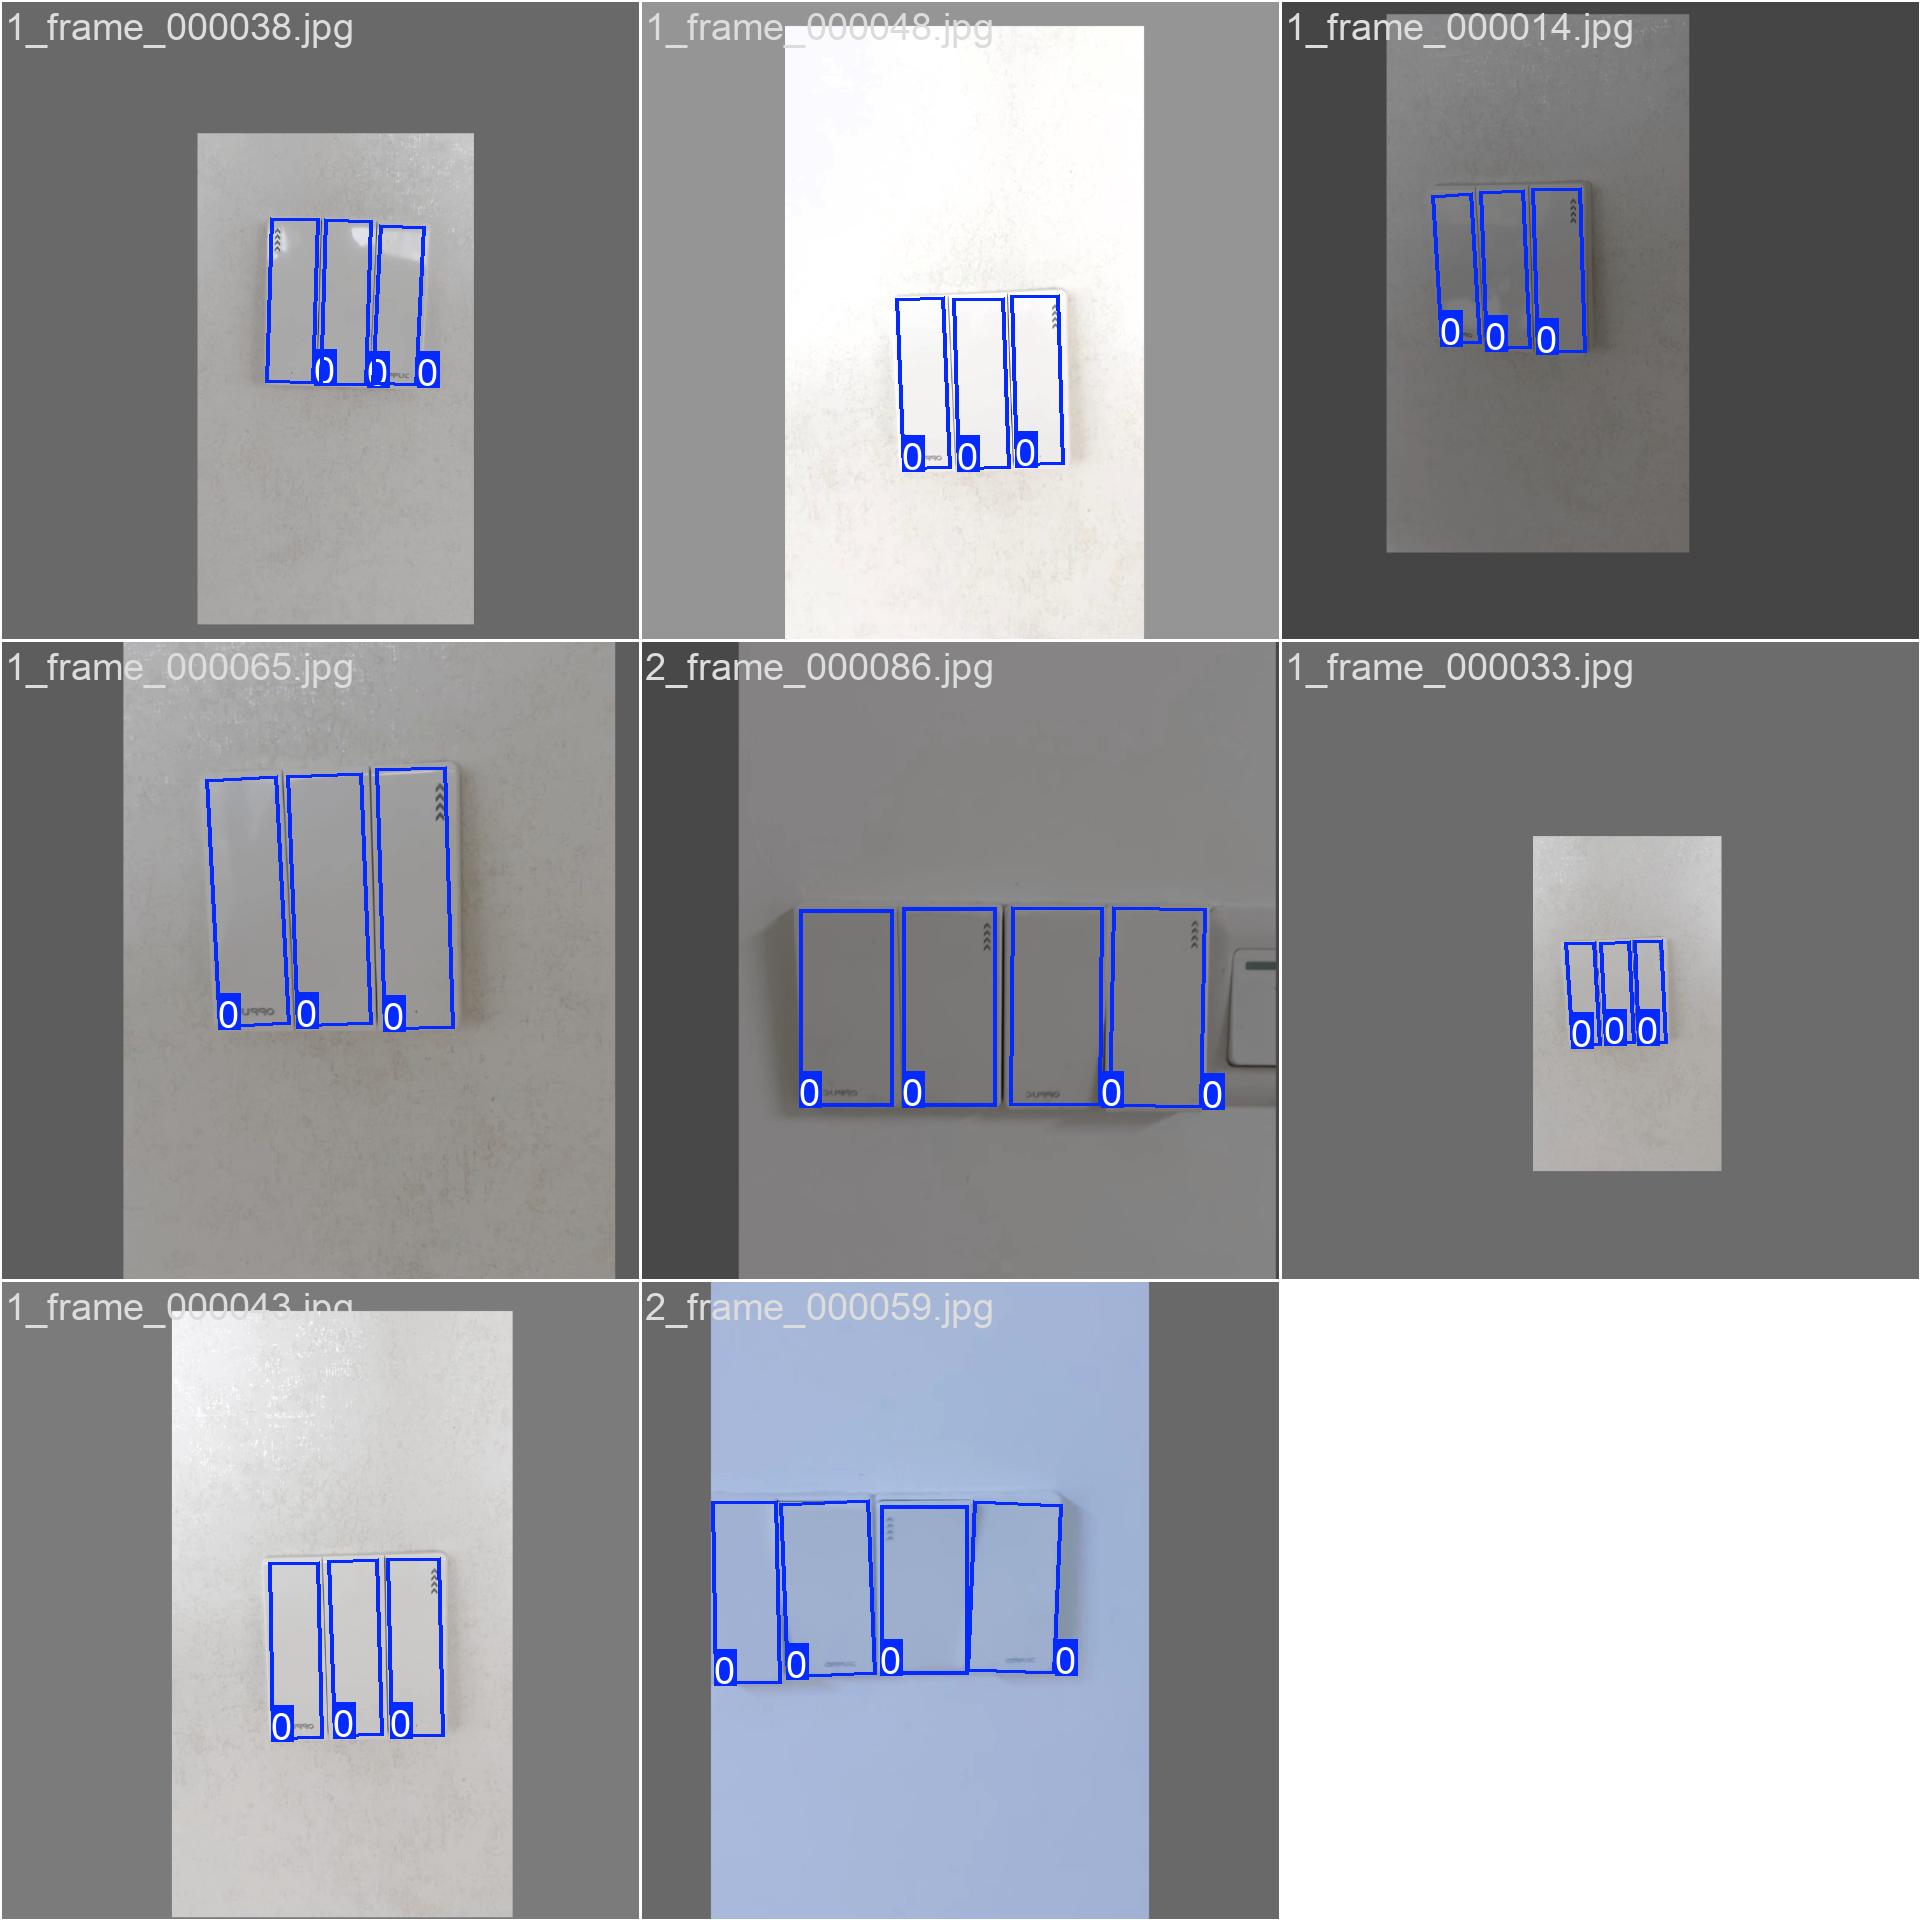 1_frame_000038.jpg
1_frame_000048.jpg
1_frame_000014.jpg
0 0 0
0 0 0
0 0 0
1_frame_000065.jpg
2_frame_000086.jpg
1_frame_000033.jpg
0 0 0
0 0 0 0
0 0 0
1_frame_000043.jpg
2_frame_000059.jpg
0 0 0
0 0 0 0